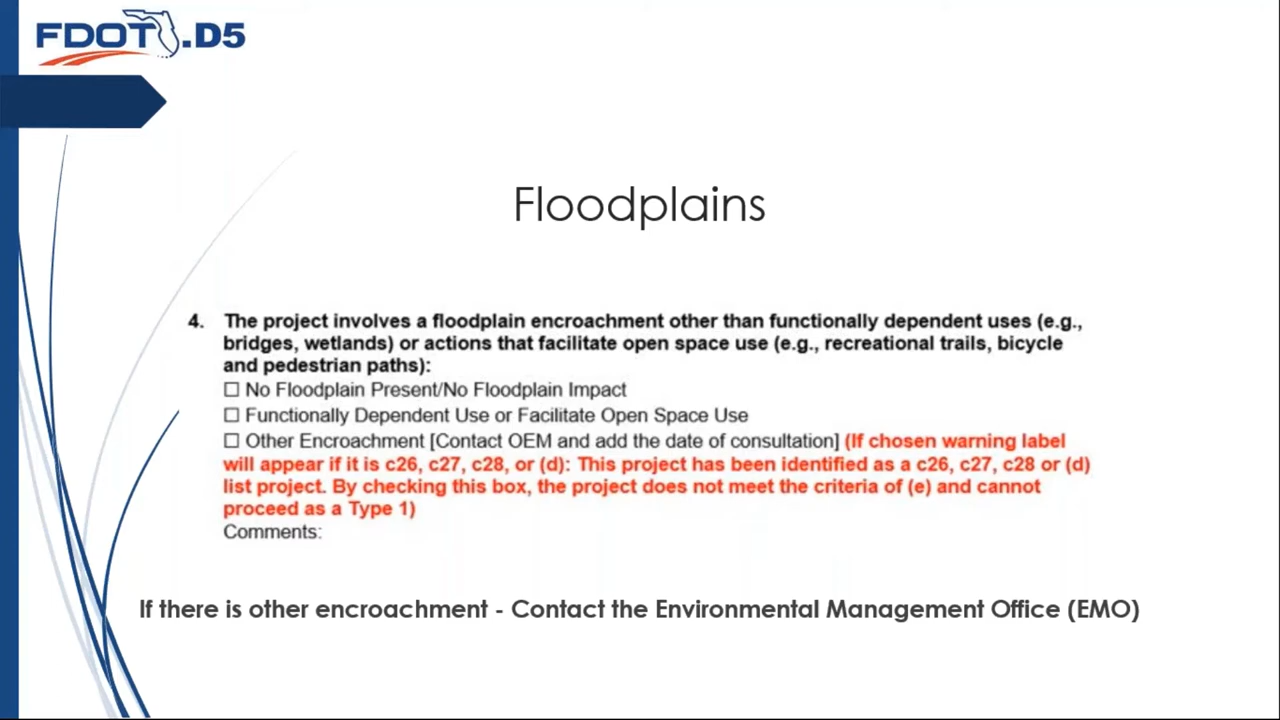 FDOT.D5
Floodplains
4. The project involves a floodplain encroachment other than functionally dependent uses (e.g.,
bridges, wetlands) or actions that facilitate open space use (e.g., recreational trails, bicycle
and pedestrian paths):
☐ No Floodplain Present/No Floodplain Impact
☐ Functionally Dependent Use or Facilitate Open Space Use
☐ Other Encroachment [Contact OEM and add the date of consultation] (If chosen warning label
will appear if it is c26, c27, c28, or (d): This project has been identified as a c26, c27, c28 or (d)
list project. By checking this box, the project does not meet the criteria of (e) and cannot
proceed as a Type 1)
Comments:
If there is other encroachment - Contact the Environmental Management Office (EMO)